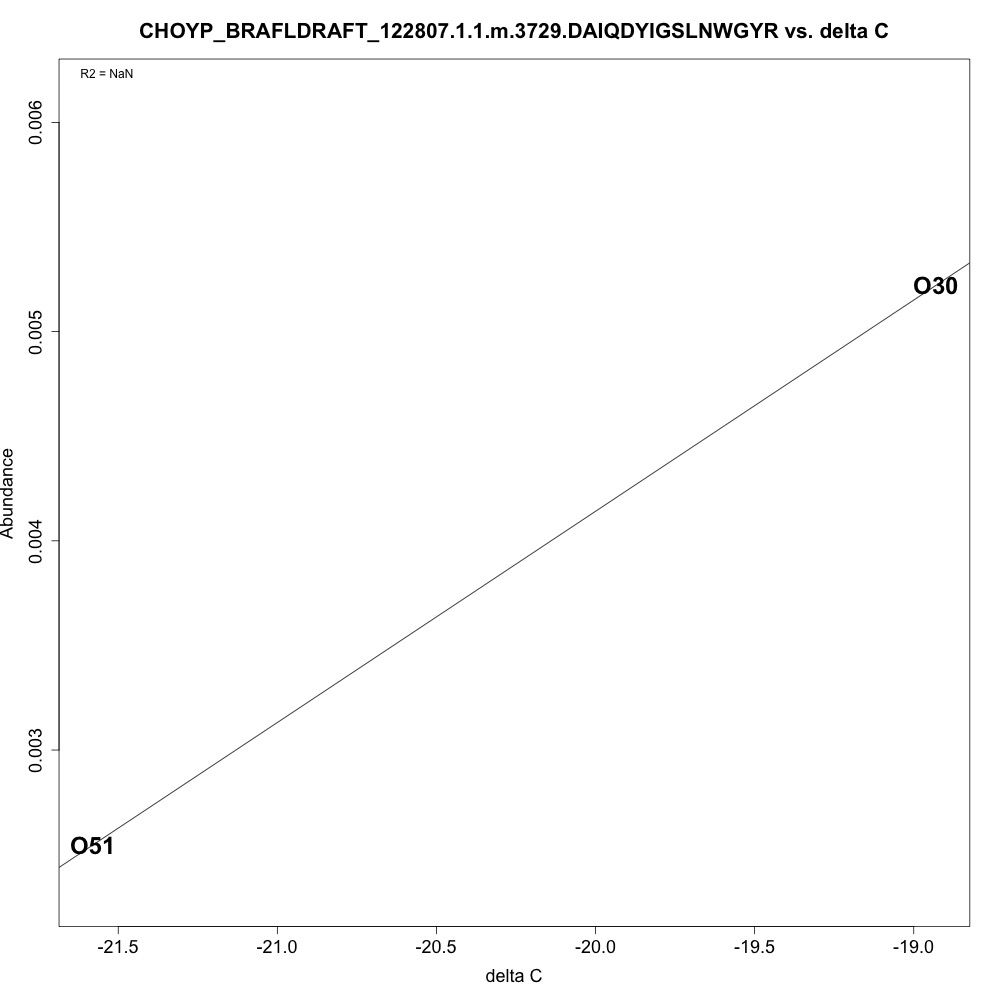 CHOYP_BRAFLDRAFT_122807.1.1.m.3729.DAIQDYIGSLNWGYR vs. delta C
R2 = NaN
0.006
O30
0.005
Abundance
0.004
0.003
O51
-21.5 -21.0 -20.5 -20.0 -19.5 -19.0
delta C